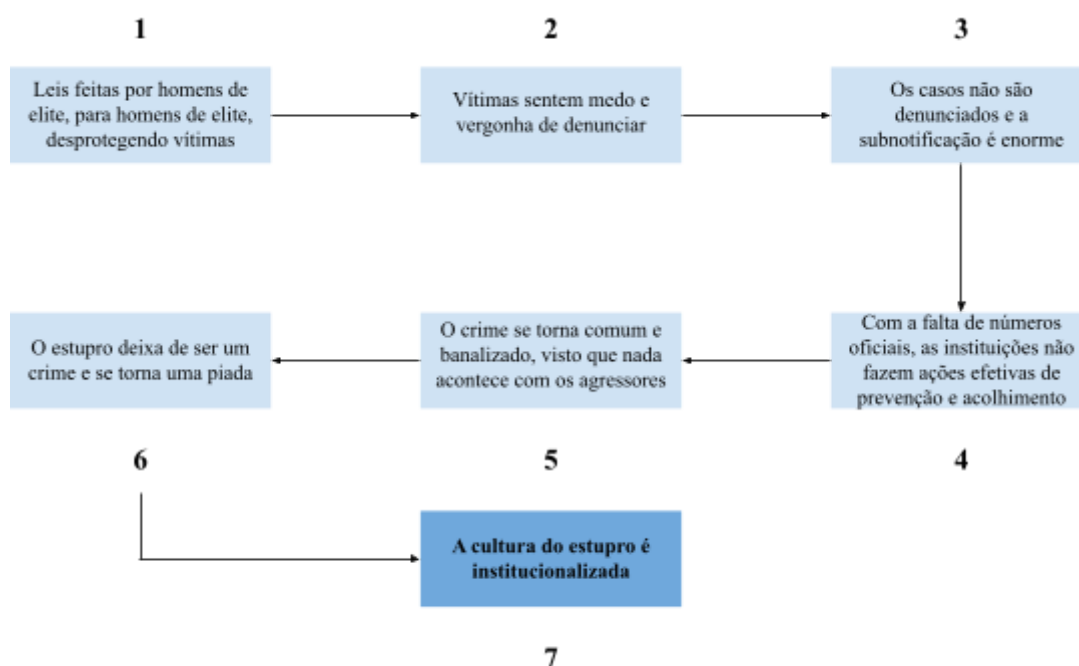 1
2
3
Leis feitas por homens de
elite, para homens de elite,
desprotegendo vítimas
Vítimas sentem medo e
vergonha de denunciar
Os casos não são
denunciados e a
subnotificação é enorme
Com a falta de números
oficiais, as instituições não
fazem ações efetivas de
prevenção e acolhimento
O crime se torna comum e
banalizado, visto que nada
acontece com os agressores
O estupro deixa de ser um
crime e se torna uma piada
6
5
4
A cultura do estupro é
institucionalizada
7